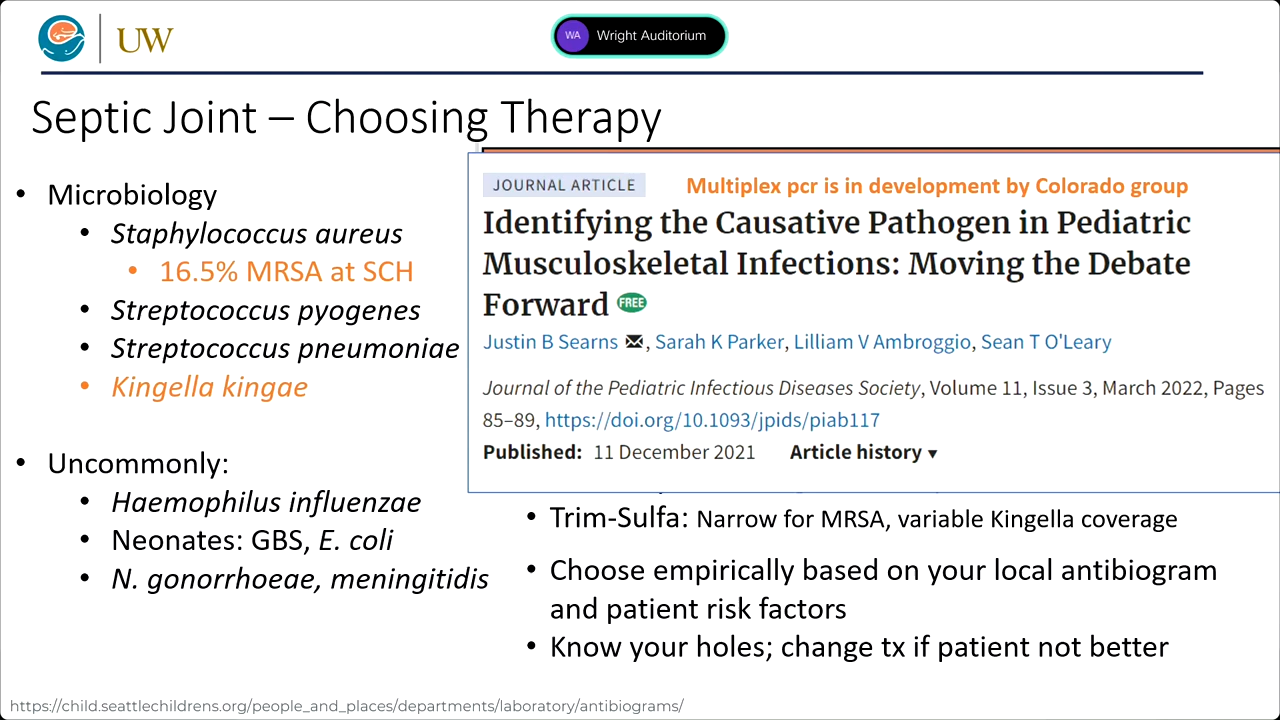 UW
WA Wright Auditorium
Septic Joint – Choosing Therapy
• Microbiology
• Staphylococcus aureus
• 16.5% MRSA at SCH
• Streptococcus pyogenes
• Streptococcus pneumoniae
• Kingella kingae
• Uncommonly:
• Haemophilus influenzae
• Neonates: GBS, E. coli
• N. gonorrhoeae, meningitidis
JOURNAL ARTICLE
Multiplex pcr is in development by Colorado group
Identifying the Causative Pathogen in Pediatric
Musculoskeletal Infections: Moving the Debate
Forward FREE
Justin B Searns, Sarah K Parker, Lilliam V Ambroggio, Sean T O'Leary
Journal of the Pediatric Infectious Diseases Society, Volume 11, Issue 3, March 2022, Pages
85–89, https://doi.org/10.1093/jpids/piab117
Published: 11 December 2021 Article history ▾
• Trim-Sulfa: Narrow for MRSA, variable Kingella coverage
• Choose empirically based on your local antibiogram
and patient risk factors
• Know your holes; change tx if patient not better
https://child.seattlechildrens.org/people_and_places/departments/laboratory/antibiograms/